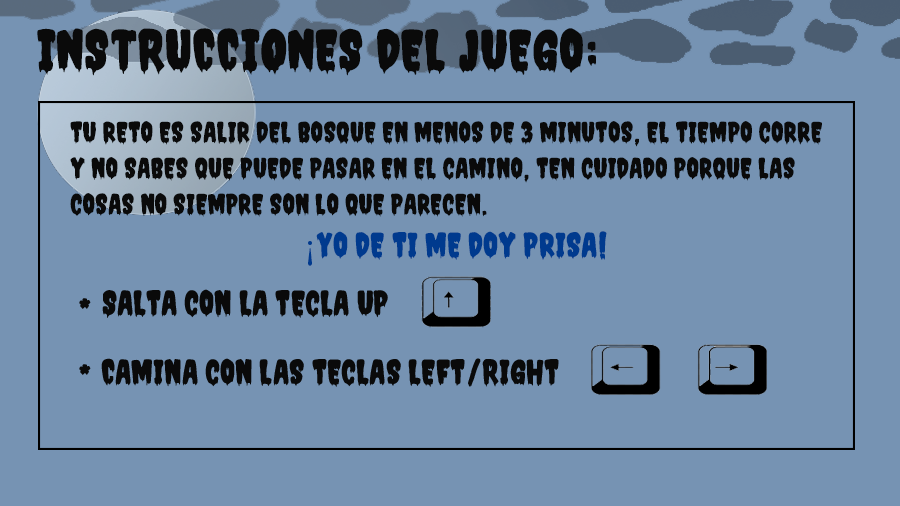 INSTRUCCIONES DEL JUEGO:
TU RETO ES SALIR DEL BOSQUE EN MENOS DE 3 MINUTOS, EL TIEMPO CORRE
Y NO SABES QUE PUEDE PASAR EN EL CAMINO, TEN CUIDADO PORQUE LAS
COSAS NO SIEMPRE SON LO QUE PARECEN.
¡YO DE TI ME DOY PRISA!
* SALTA CON LA TECLA UP ↑
* CAMINA CON LAS TECLAS LEFT/RIGHT ← →